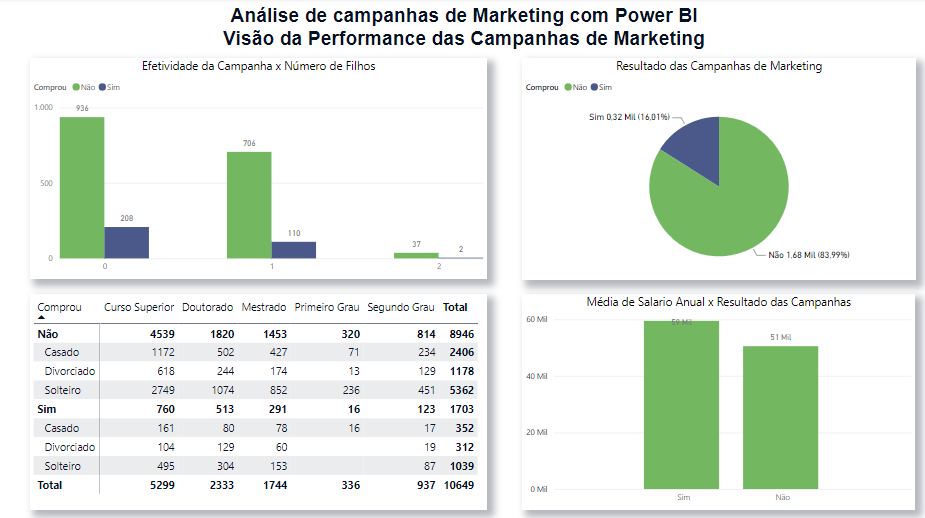 Análise de campanhas de Marketing com Power BI
Visão da Performance das Campanhas de Marketing
Efetividade da Campanha x Número de Filhos
Comprou Não Sim
1.000
500
0
936
208
706
110
37
2
0
1
2
Resultado das Campanhas de Marketing
Comprou Não Sim
Sim 0,32 Mil (16,01%)
Não 1,68 Mil (83,99%)
Comprou Curso Superior Doutorado Mestrado Primeiro Grau Segundo Grau Total
Não 4539 1820 1453 320 814 8946
Casado 1172 502 427 71 234 2406
Divorciado 618 244 174 13 129 1178
Solteiro 2749 1074 852 236 451 5362
Sim 760 513 291 16 123 1703
Casado 161 80 78 16 17 352
Divorciado 104 129 60 19 312
Solteiro 495 304 153 87 1039
Total 5299 2333 1744 336 937 10649
Média de Salario Anual x Resultado das Campanhas
60 Mil
40 Mil
20 Mil
0 Mil
59 Mil
51 Mil
Sim
Não